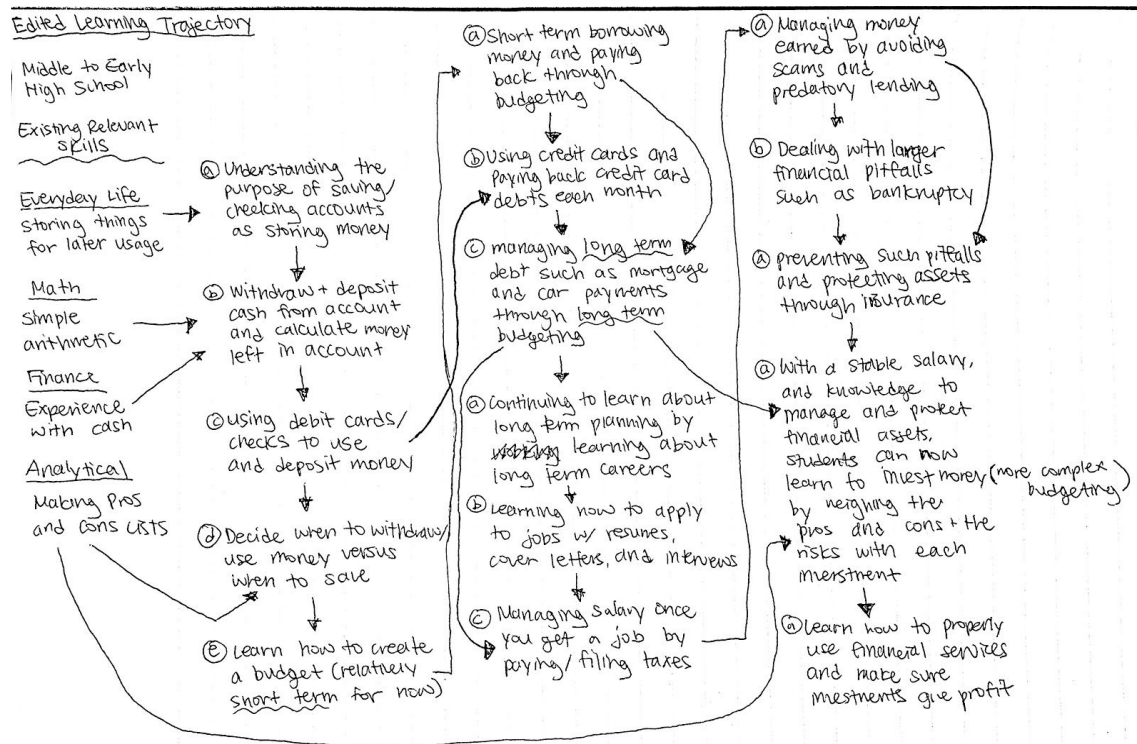 Edited Learning Trajectory
Middle to Early
High School
Existing Relevant
skills
Everyday Life
storing things
for later usage
Math
simple
arithmetic
Finance
Experience
with cash
Analytical
Making Pros
and Cons Lists
ⓐ Understanding the
purpose of saving/
checking accounts
as storing money
ⓑ Withdraw + deposit
cash from account
and calculate money
left in account
ⓒ using debit cards/
checks to use
and deposit money
ⓓ Decide when to withdraw/
use money versus
when to save
ⓔ Learn how to create
a budget (relatively
short term for now)
ⓐ Short term borrowing
money and paying
back through
budgeting
ⓑ Using credit cards and
paying back credit card
debts each month
ⓒ managing long term
debt such as mortgage
and car payments
through long term
budgeting
ⓐ Continuing to learn about
long term planning by
learning about
long term careers
ⓑ Learning how to apply
to jobs w/ resumes,
cover letters, and interviews
ⓒ Managing salary once
you get a job by
paying/filing taxes
ⓐ Managing money
earned by avoiding
scams and
predatory lending
ⓑ Dealing with larger
financial pitfalls
such as bankruptcy
ⓐ preventing such pitfalls
and protecting assets
through insurance
ⓐ With a stable salary,
and knowledge to
manage and protect
financial assets,
students can now
learn to invest money (more complex
budgeting)
by weighing the
pros and cons + the
risks with each
investment
ⓐ Learn how to properly
use financial services
and make sure
investments give profit